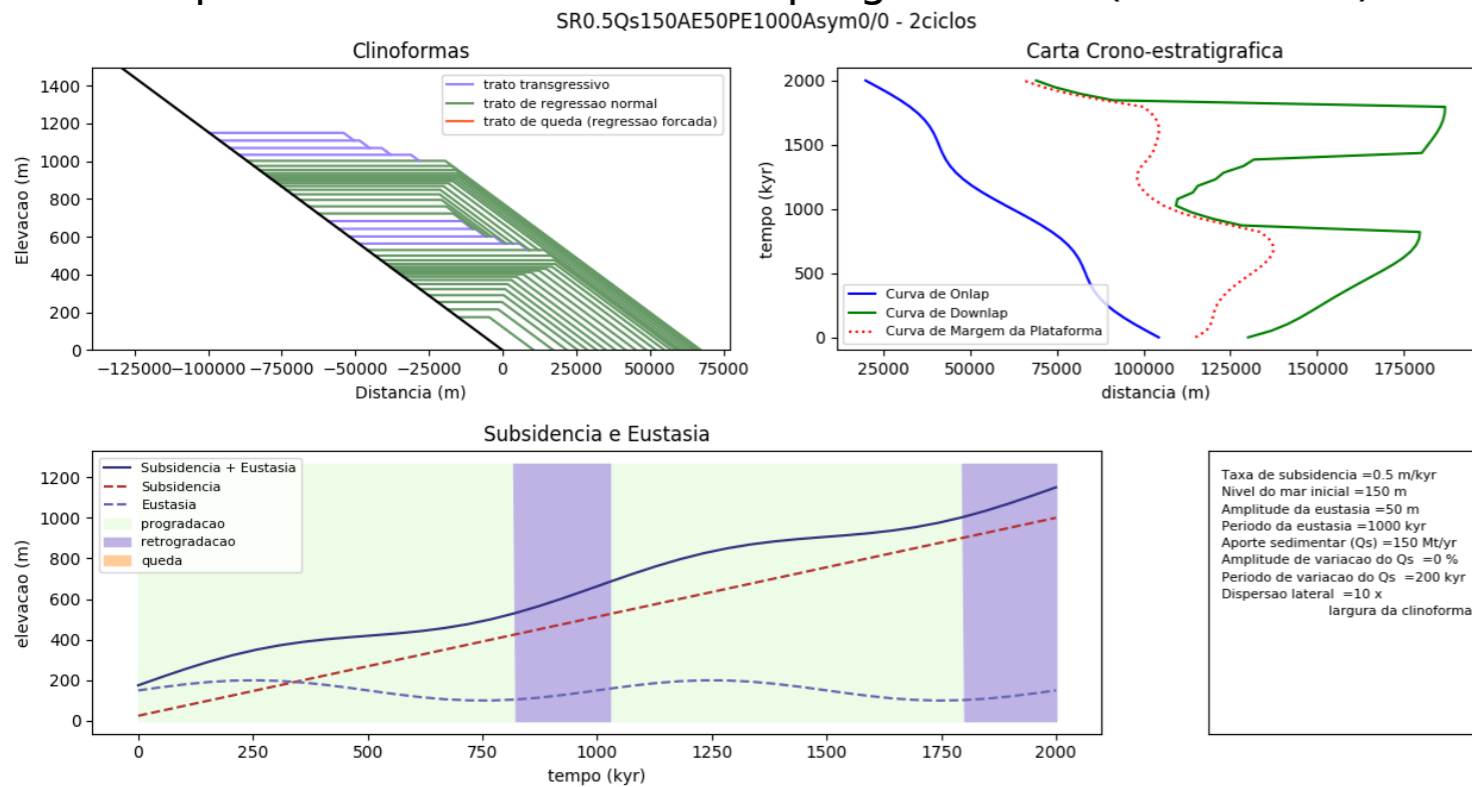 SR0.5Qs150AE50PE1000Asym0/0 - 2ciclos
Clinoformas
Elevacao (m)
1400
1200
1000
800
600
400
200
0
trato transgressivo
trato de regressao normal
trato de queda (regressao forcada)
−125000 −100000 −75000 −50000 −25000 0 25000 50000 75000
Distancia (m)
Carta Crono-estratigrafica
tempo (kyr)
2000
1500
1000
500
0
Curva de Onlap
Curva de Downlap
Curva de Margem da Plataforma
25000 50000 75000 100000 125000 150000 175000
distancia (m)
Subsidencia e Eustasia
elevacao (m)
1200
1000
800
600
400
200
0
Subsidencia + Eustasia
Subsidencia
Eustasia
progradacao
retrogradacao
queda
0 250 500 750 1000 1250 1500 1750 2000
tempo (kyr)
Taxa de subsidencia =0.5 m/kyr
Nivel do mar inicial =150 m
Amplitude da eustasia =50 m
Periodo da eustasia =1000 kyr
Aporte sedimentar (Qs) =150 Mt/yr
Amplitude de variacao do Qs =0 %
Periodo de variacao do Qs =200 kyr
Dispersao lateral =10 x
largura da clinoforma